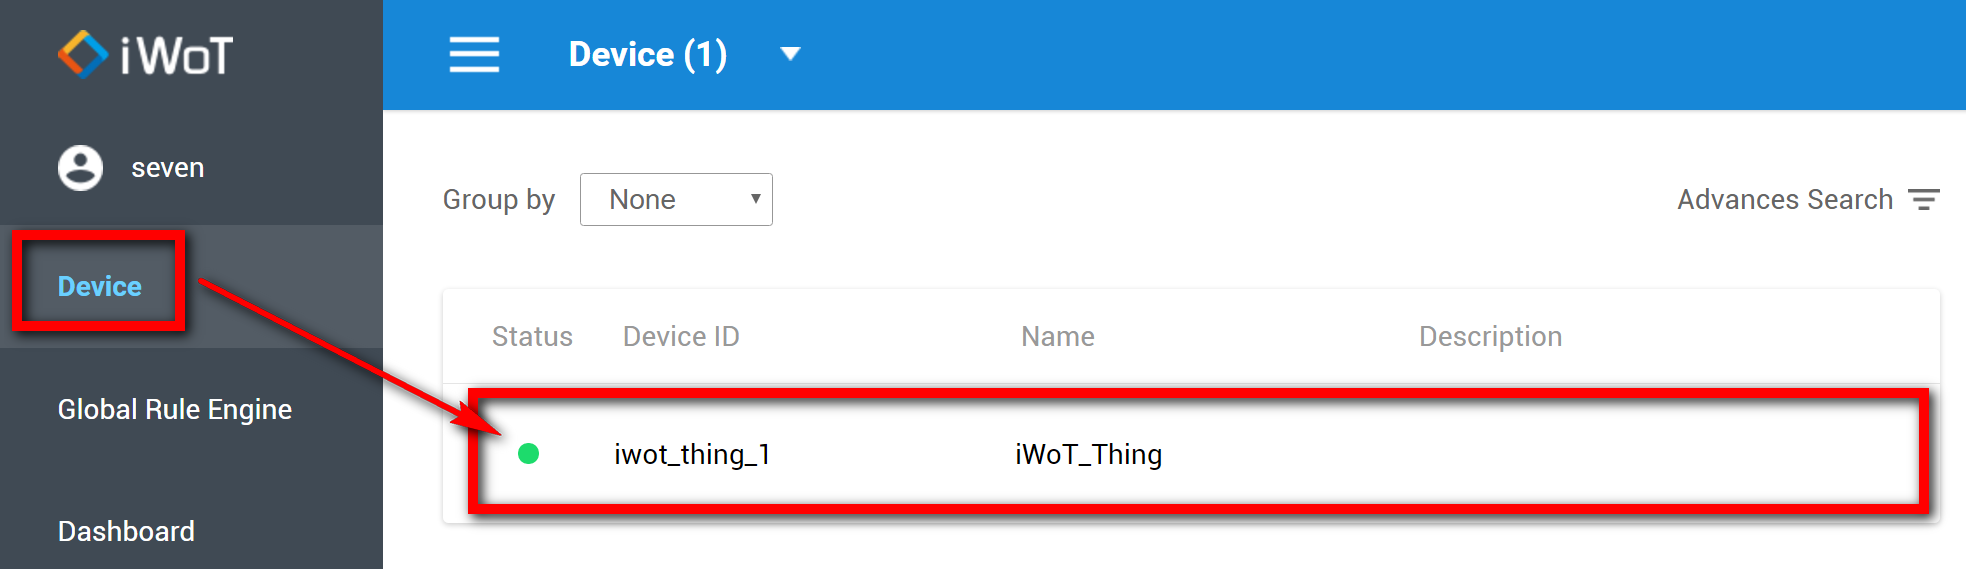 iWoT
Device (1)
seven
Group by None
Advances Search
Device
Status Device ID Name Description
Global Rule Engine
iwot_thing_1 iWoT_Thing
Dashboard